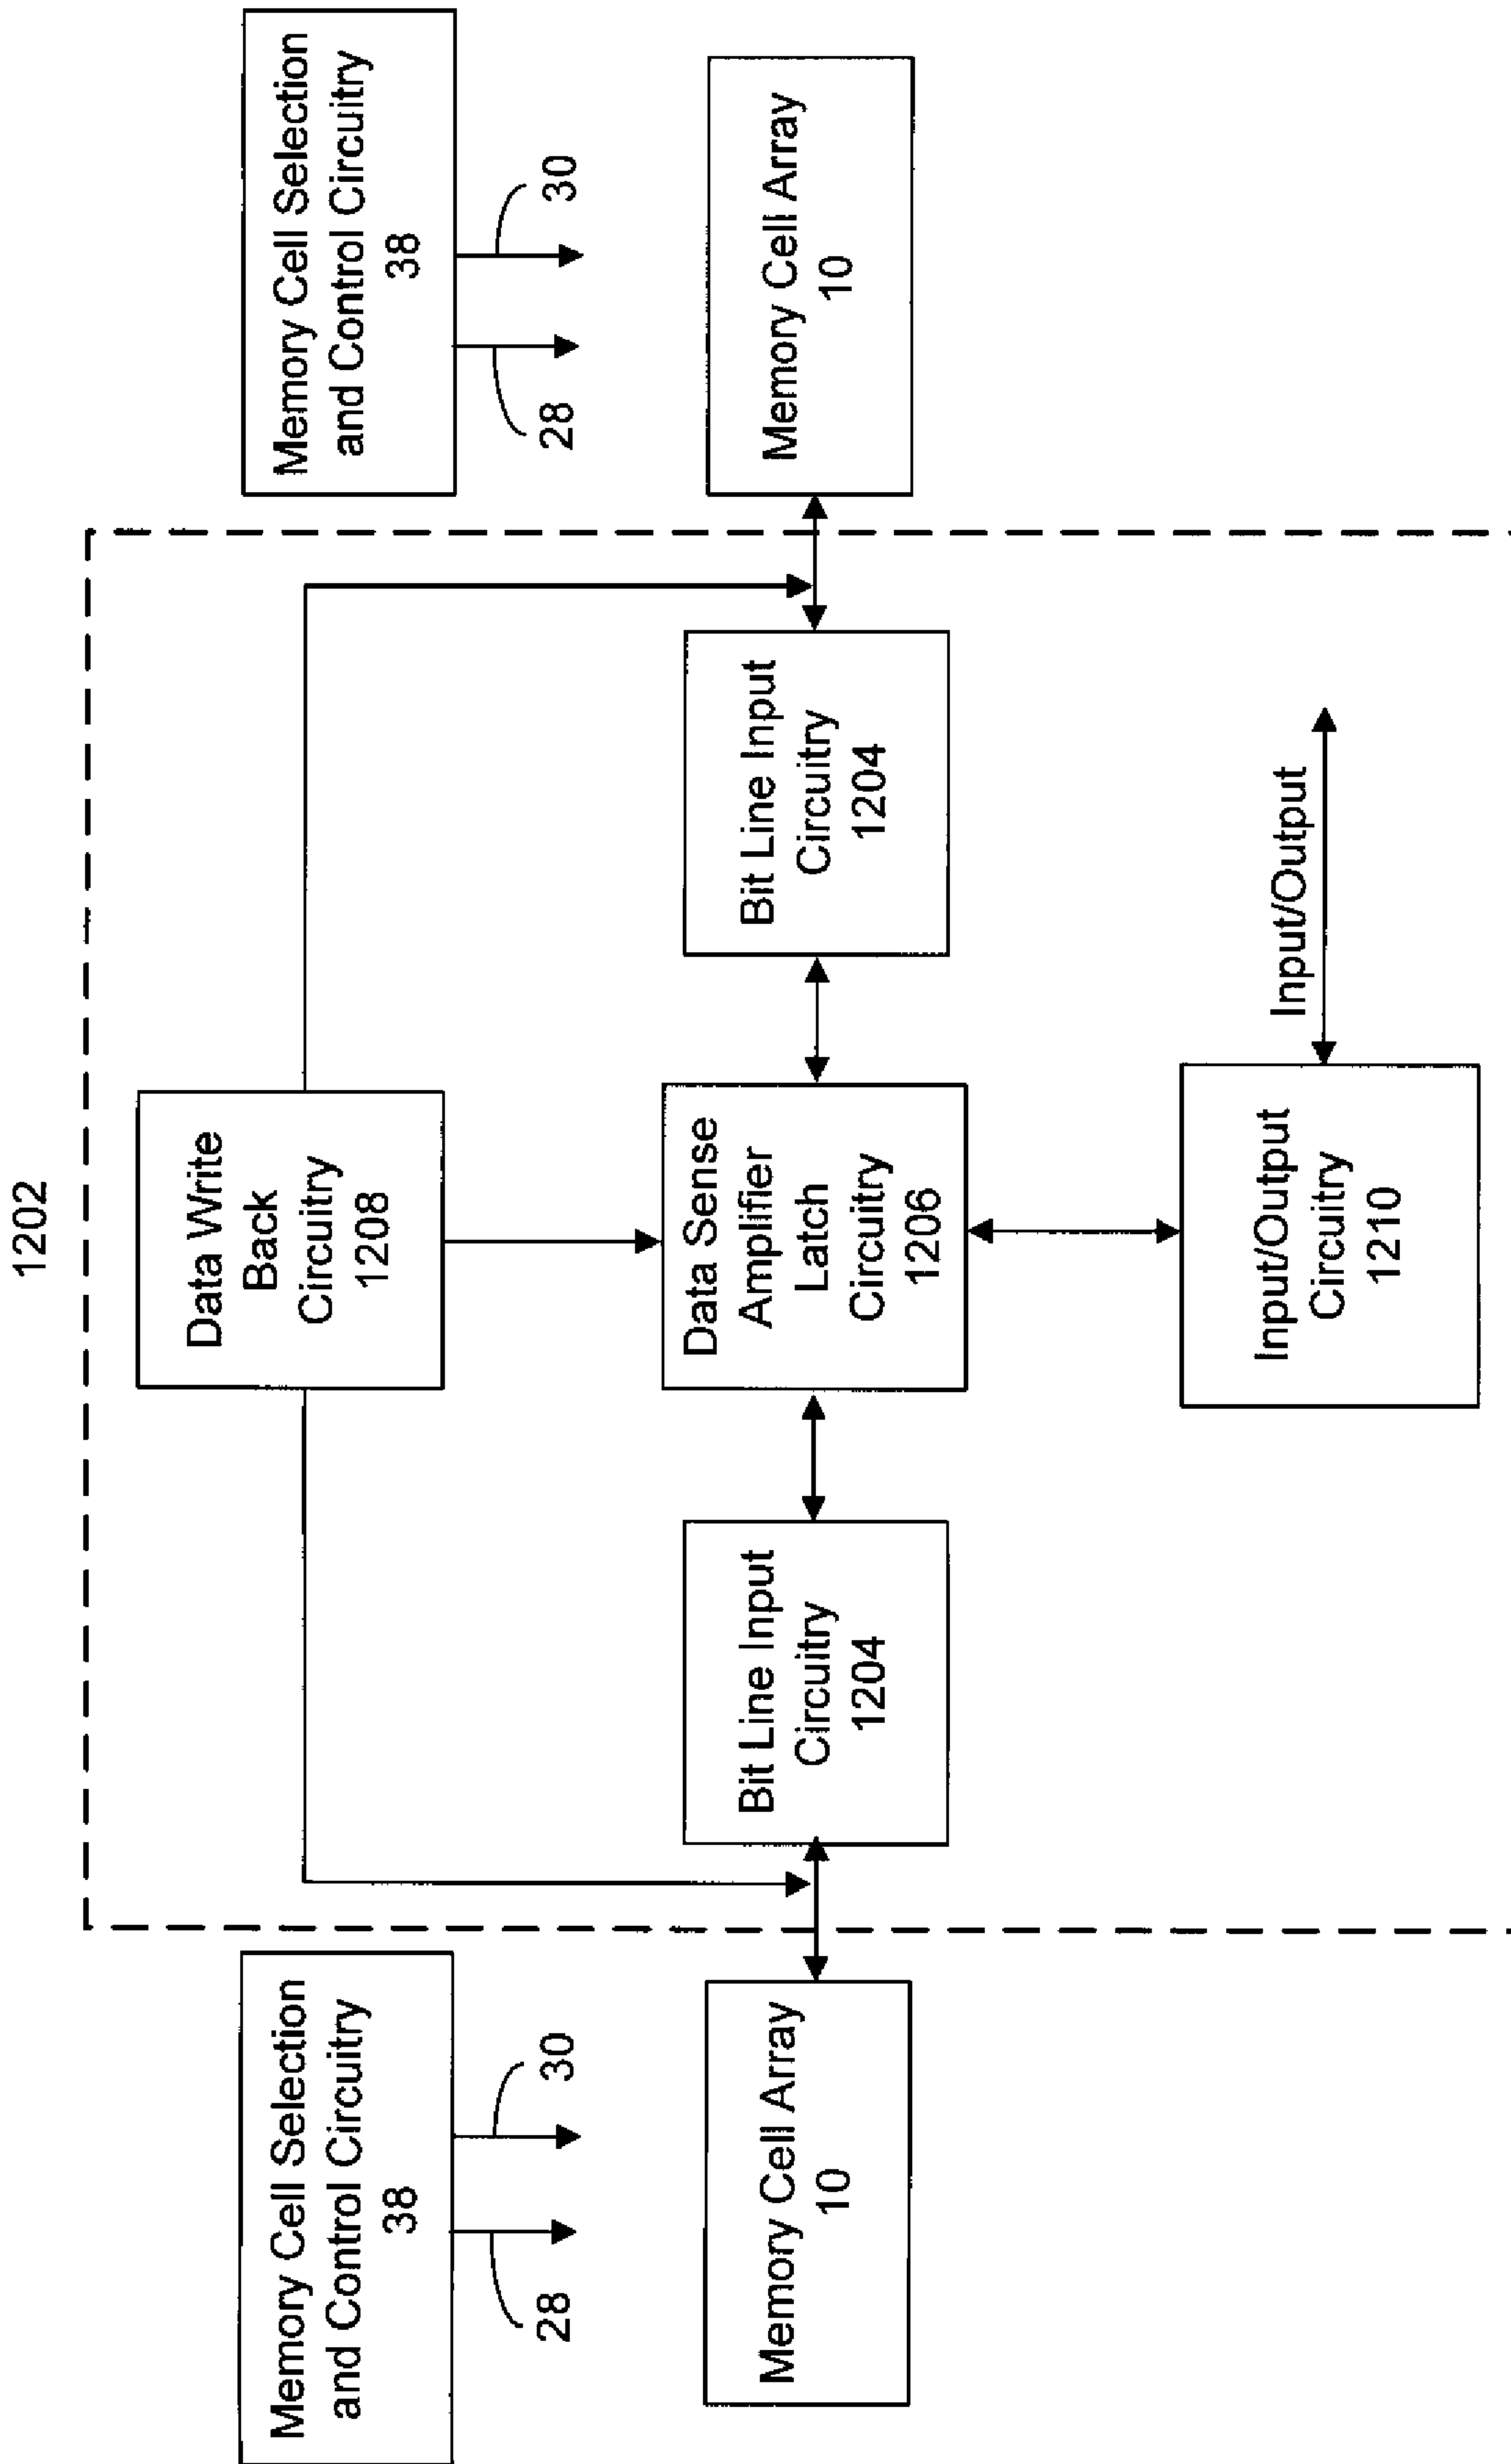 1202
Memory Cell Selection
and Control Circuitry
38
28
30
Memory Cell Array
10
Data Write
Back
Circuitry
1208
Bit Line Input
Circuitry
1204
Data Sense
Amplifier
Latch
Circuitry
1206
Bit Line Input
Circuitry
1204
Input/Output
Circuitry
1210
Input/Output
Memory Cell Selection
and Control Circuitry
38
28
30
Memory Cell Array
10